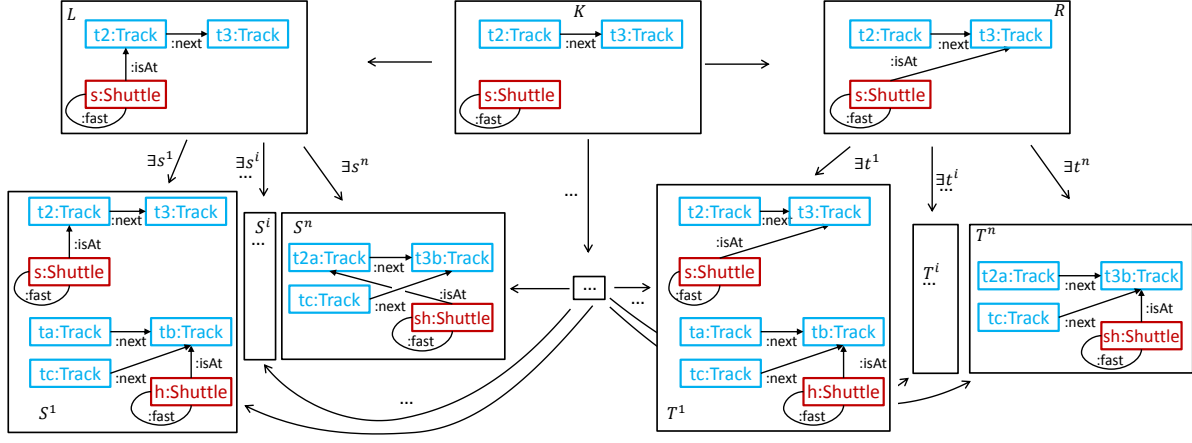 L
t2:Track
:next
t3:Track
:isAt
s:Shuttle
:fast
K
t2:Track
:next
t3:Track
s:Shuttle
:fast
R
t2:Track
:next
t3:Track
:isAt
s:Shuttle
:fast
∃s¹
∃sⁱ
...
∃sⁿ
...
∃t¹
∃tⁱ
...
∃tⁿ
t2:Track
:next
t3:Track
:isAt
s:Shuttle
:fast
ta:Track
:next
tb:Track
tc:Track
:next
:isAt
h:Shuttle
:fast
S¹
Sⁱ
...
Sⁿ
t2a:Track
:next
t3b:Track
tc:Track
:next
:isAt
sh:Shuttle
:fast
...
...
...
t2:Track
:next
t3:Track
:isAt
s:Shuttle
:fast
ta:Track
:next
tb:Track
tc:Track
:next
:isAt
h:Shuttle
:fast
T¹
Tⁱ
...
Tⁿ
t2a:Track
:next
t3b:Track
tc:Track
:next
:isAt
sh:Shuttle
:fast